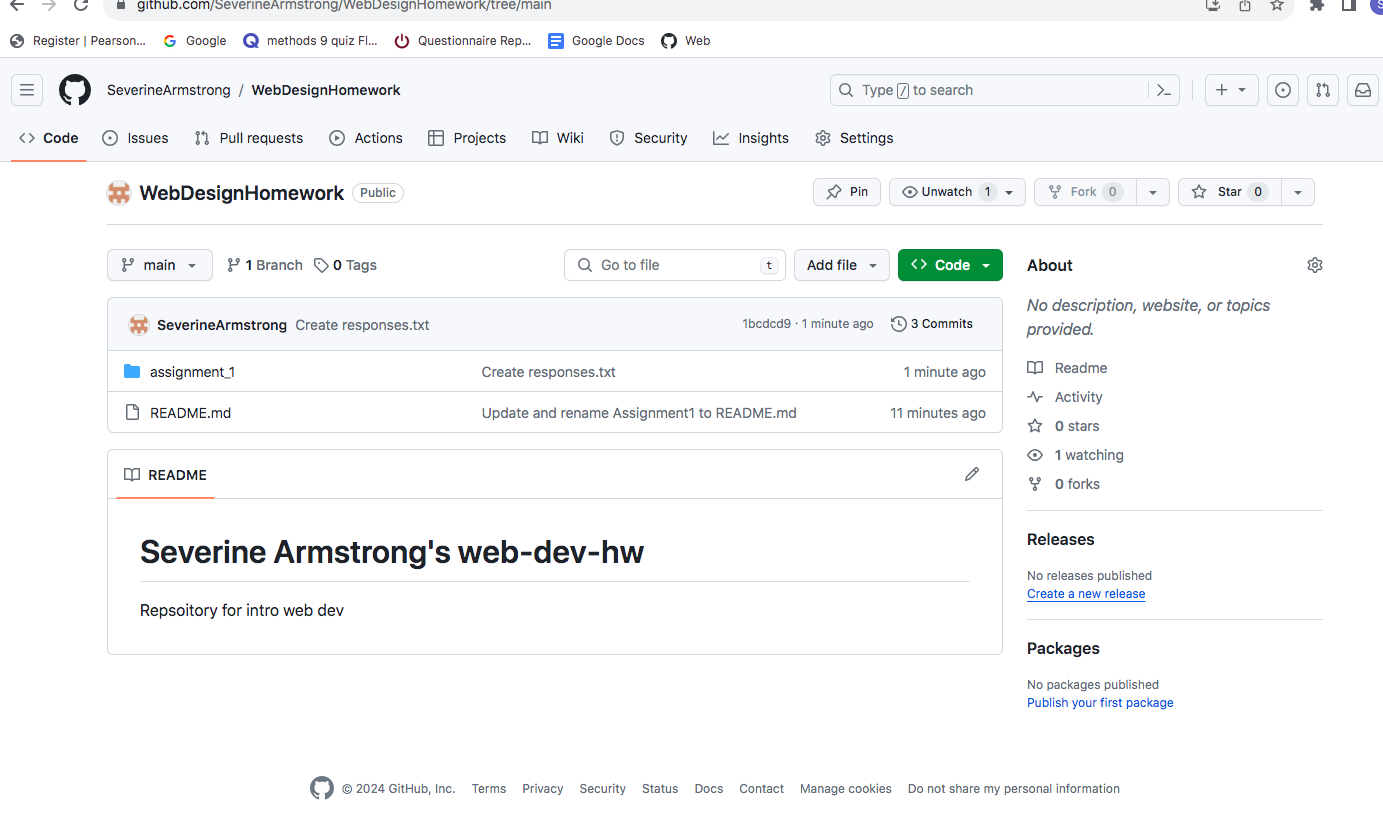 github.com/SeverineArmstrong/WebDesignHomework/tree/main
Register | Pearson... Google methods 9 quiz Fl... Questionnaire Rep... Google Docs Web
SeverineArmstrong / WebDesignHomework Type / to search
Code Issues Pull requests Actions Projects Wiki Security Insights Settings
WebDesignHomework Public Pin Unwatch 1 Fork 0 Star 0
main 1 Branch 0 Tags Go to file t Add file Code
SeverineArmstrong Create responses.txt 1bcdcd9 · 1 minute ago 3 Commits
assignment_1 Create responses.txt 1 minute ago
README.md Update and rename Assignment1 to README.md 11 minutes ago
README
Severine Armstrong's web-dev-hw
Repsoitory for intro web dev
About
No description, website, or topics
provided.
Readme
Activity
0 stars
1 watching
0 forks
Releases
No releases published
Create a new release
Packages
No packages published
Publish your first package
© 2024 GitHub, Inc. Terms Privacy Security Status Docs Contact Manage cookies Do not share my personal information